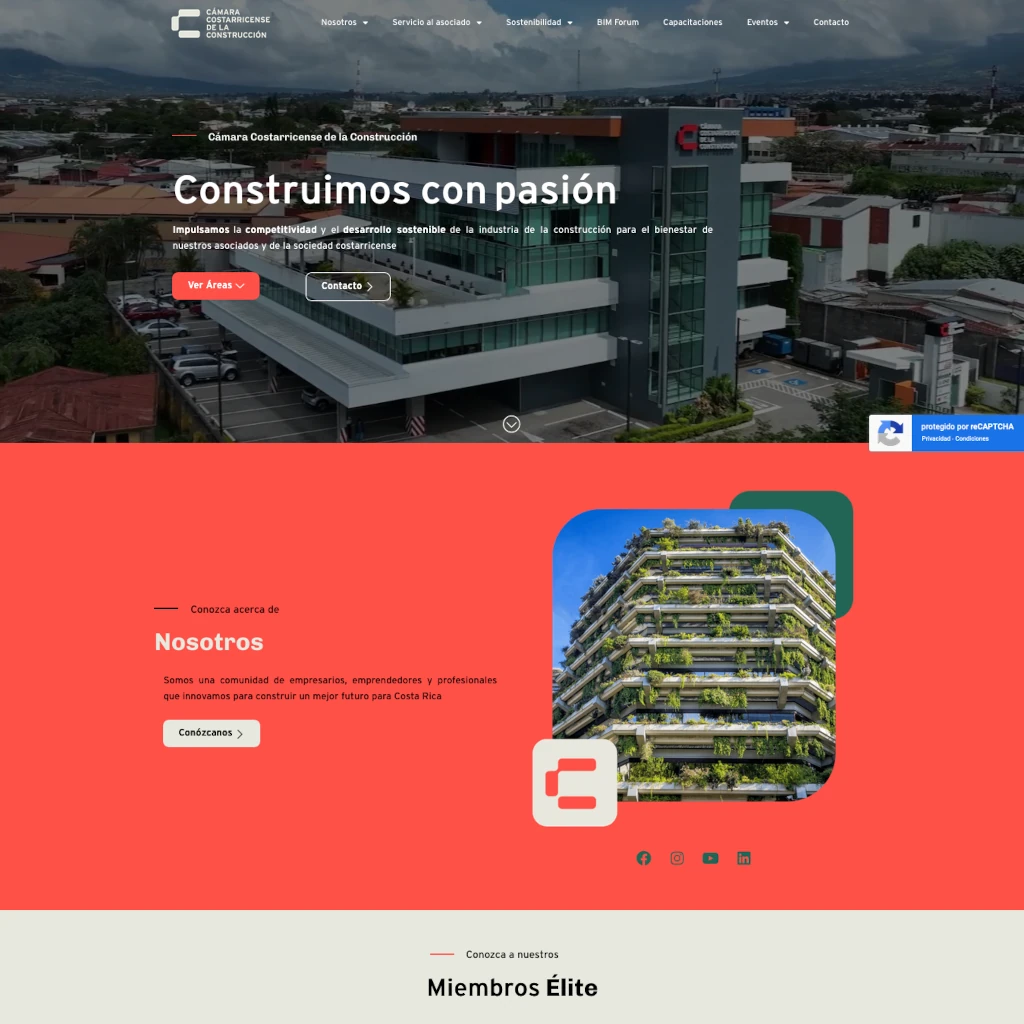 CÁMARA
COSTARRICENSE
DE LA
CONSTRUCCIÓN
Nosotros
Servicio al asociado
Sostenibilidad
BIM Forum
Capacitaciones
Eventos
Contacto
Cámara Costarricense de la Construcción
Construimos con pasión
Impulsamos la competitividad y el desarrollo sostenible de la industria de la construcción para el bienestar de
nuestros asociados y de la sociedad costarricense
Ver Áreas
Contacto
protegido por reCAPTCHA
Privacidad - Condiciones
Conozca acerca de
Nosotros
Somos una comunidad de empresarios, emprendedores y profesionales
que innovamos para construir un mejor futuro para Costa Rica
Conózcanos
Conozca a nuestros
Miembros Élite